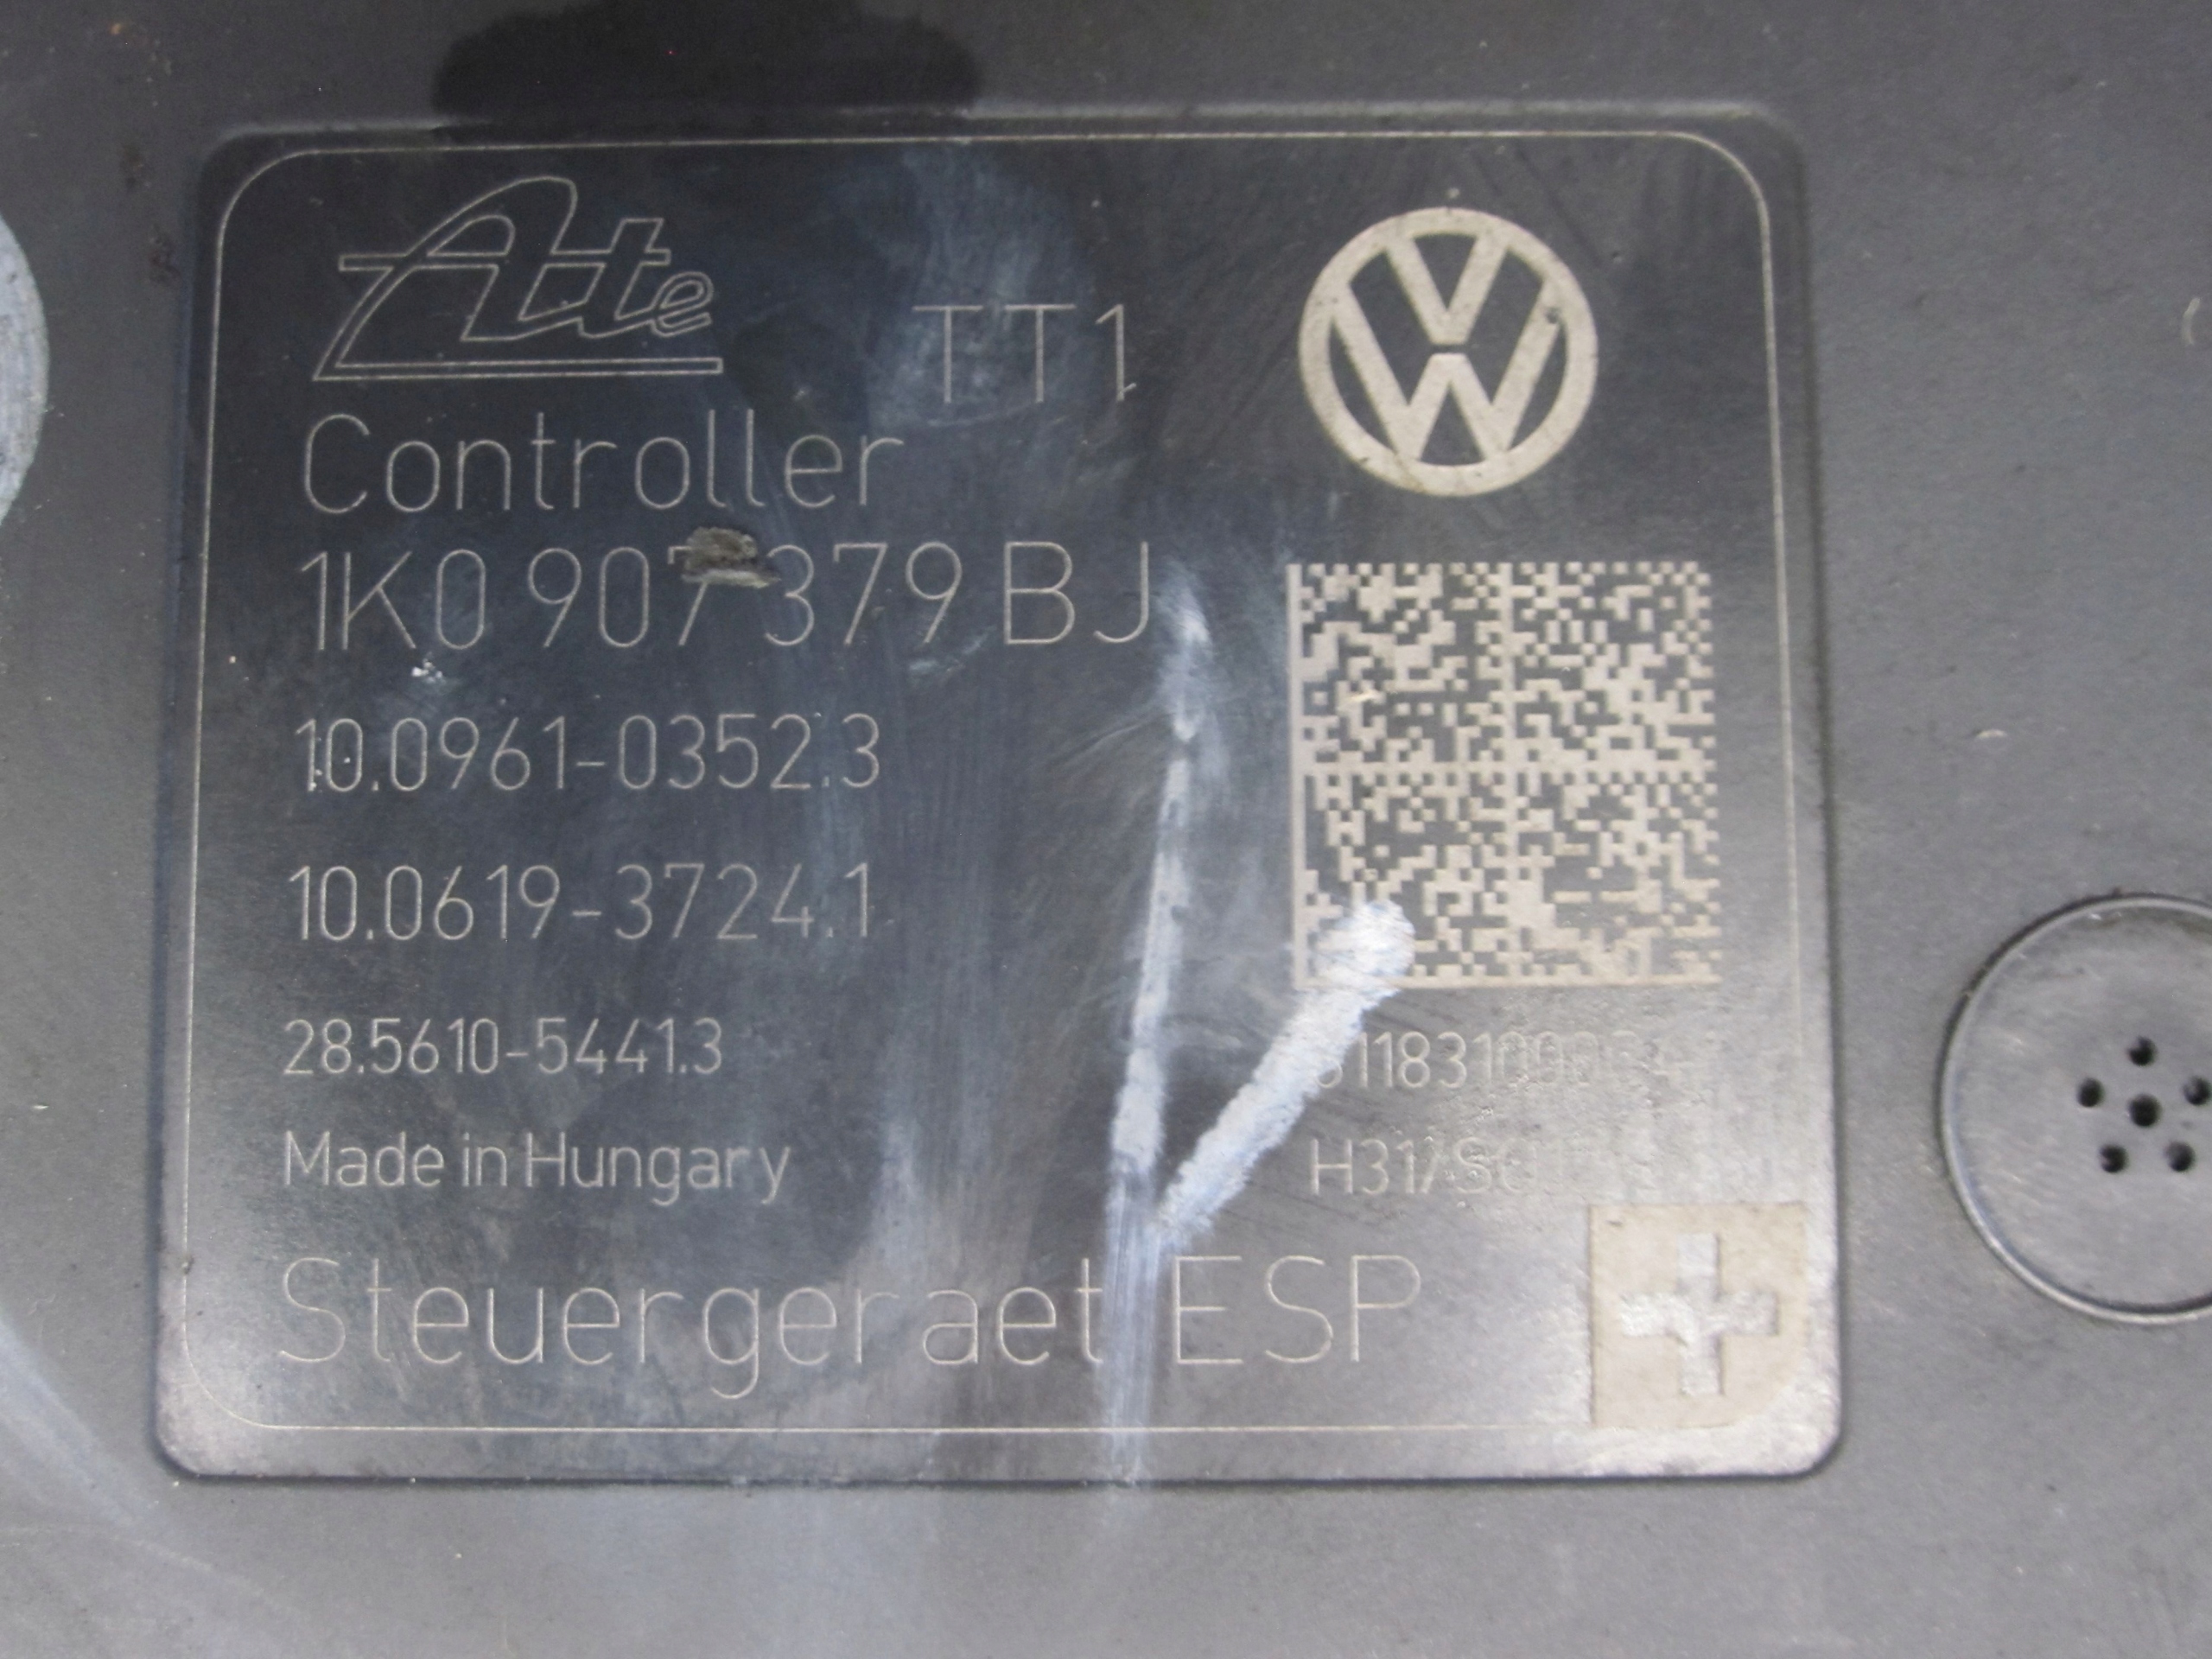 Ate TT1
Controller
1K0 907 379 BJ
10.0961-0352.3
10.0619-3724.1
28.5610-5441.3
Made in Hungary
Steuergeraet ESP